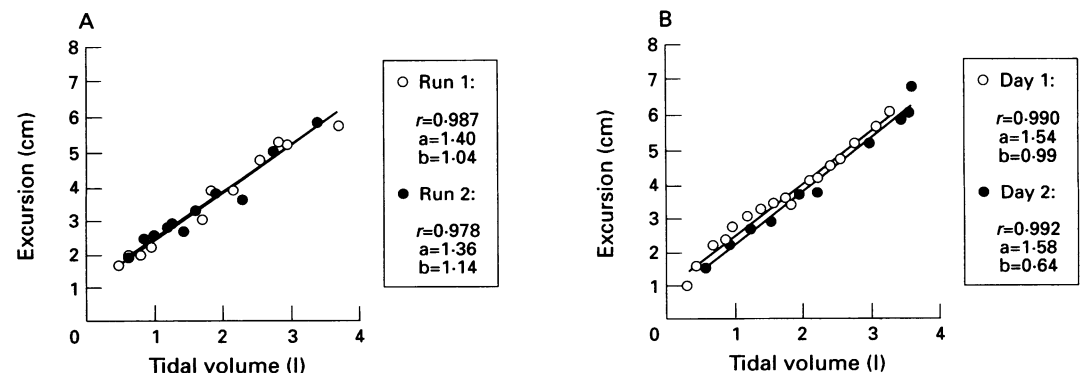 A
8
7
6
5
4
3
2
1
0
1
2
3
4
Excursion (cm)
Tidal volume (l)
Run 1:
r=0·987
a=1·40
b=1·04
Run 2:
r=0·978
a=1·36
b=1·14
B
8
7
6
5
4
3
2
1
0
1
2
3
4
Excursion (cm)
Tidal volume (l)
Day 1:
r=0·990
a=1·54
b=0·99
Day 2:
r=0·992
a=1·58
b=0·64